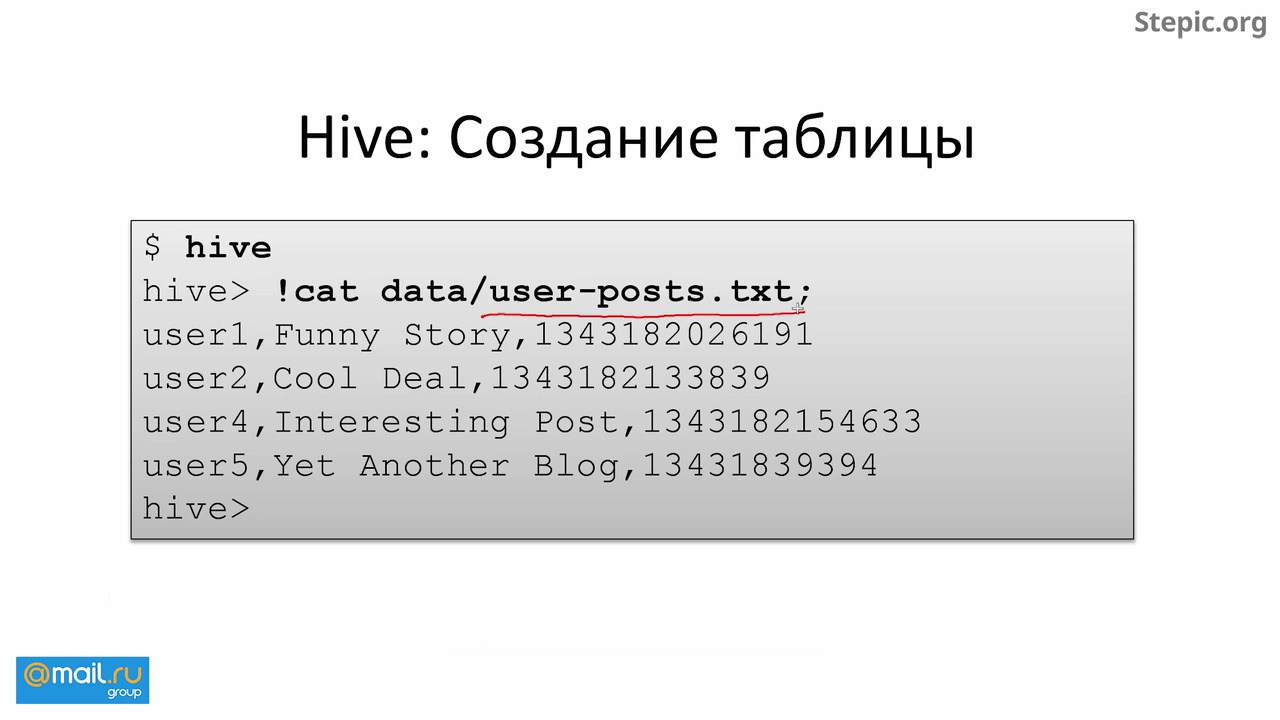 Stepic.org
Hive: Создание таблицы
$ hive
hive> !cat data/user-posts.txt;
user1,Funny Story,1343182026191
user2,Cool Deal,1343182133839
user4,Interesting Post,1343182154633
user5,Yet Another Blog,13431839394
hive>
@mail.ru
group